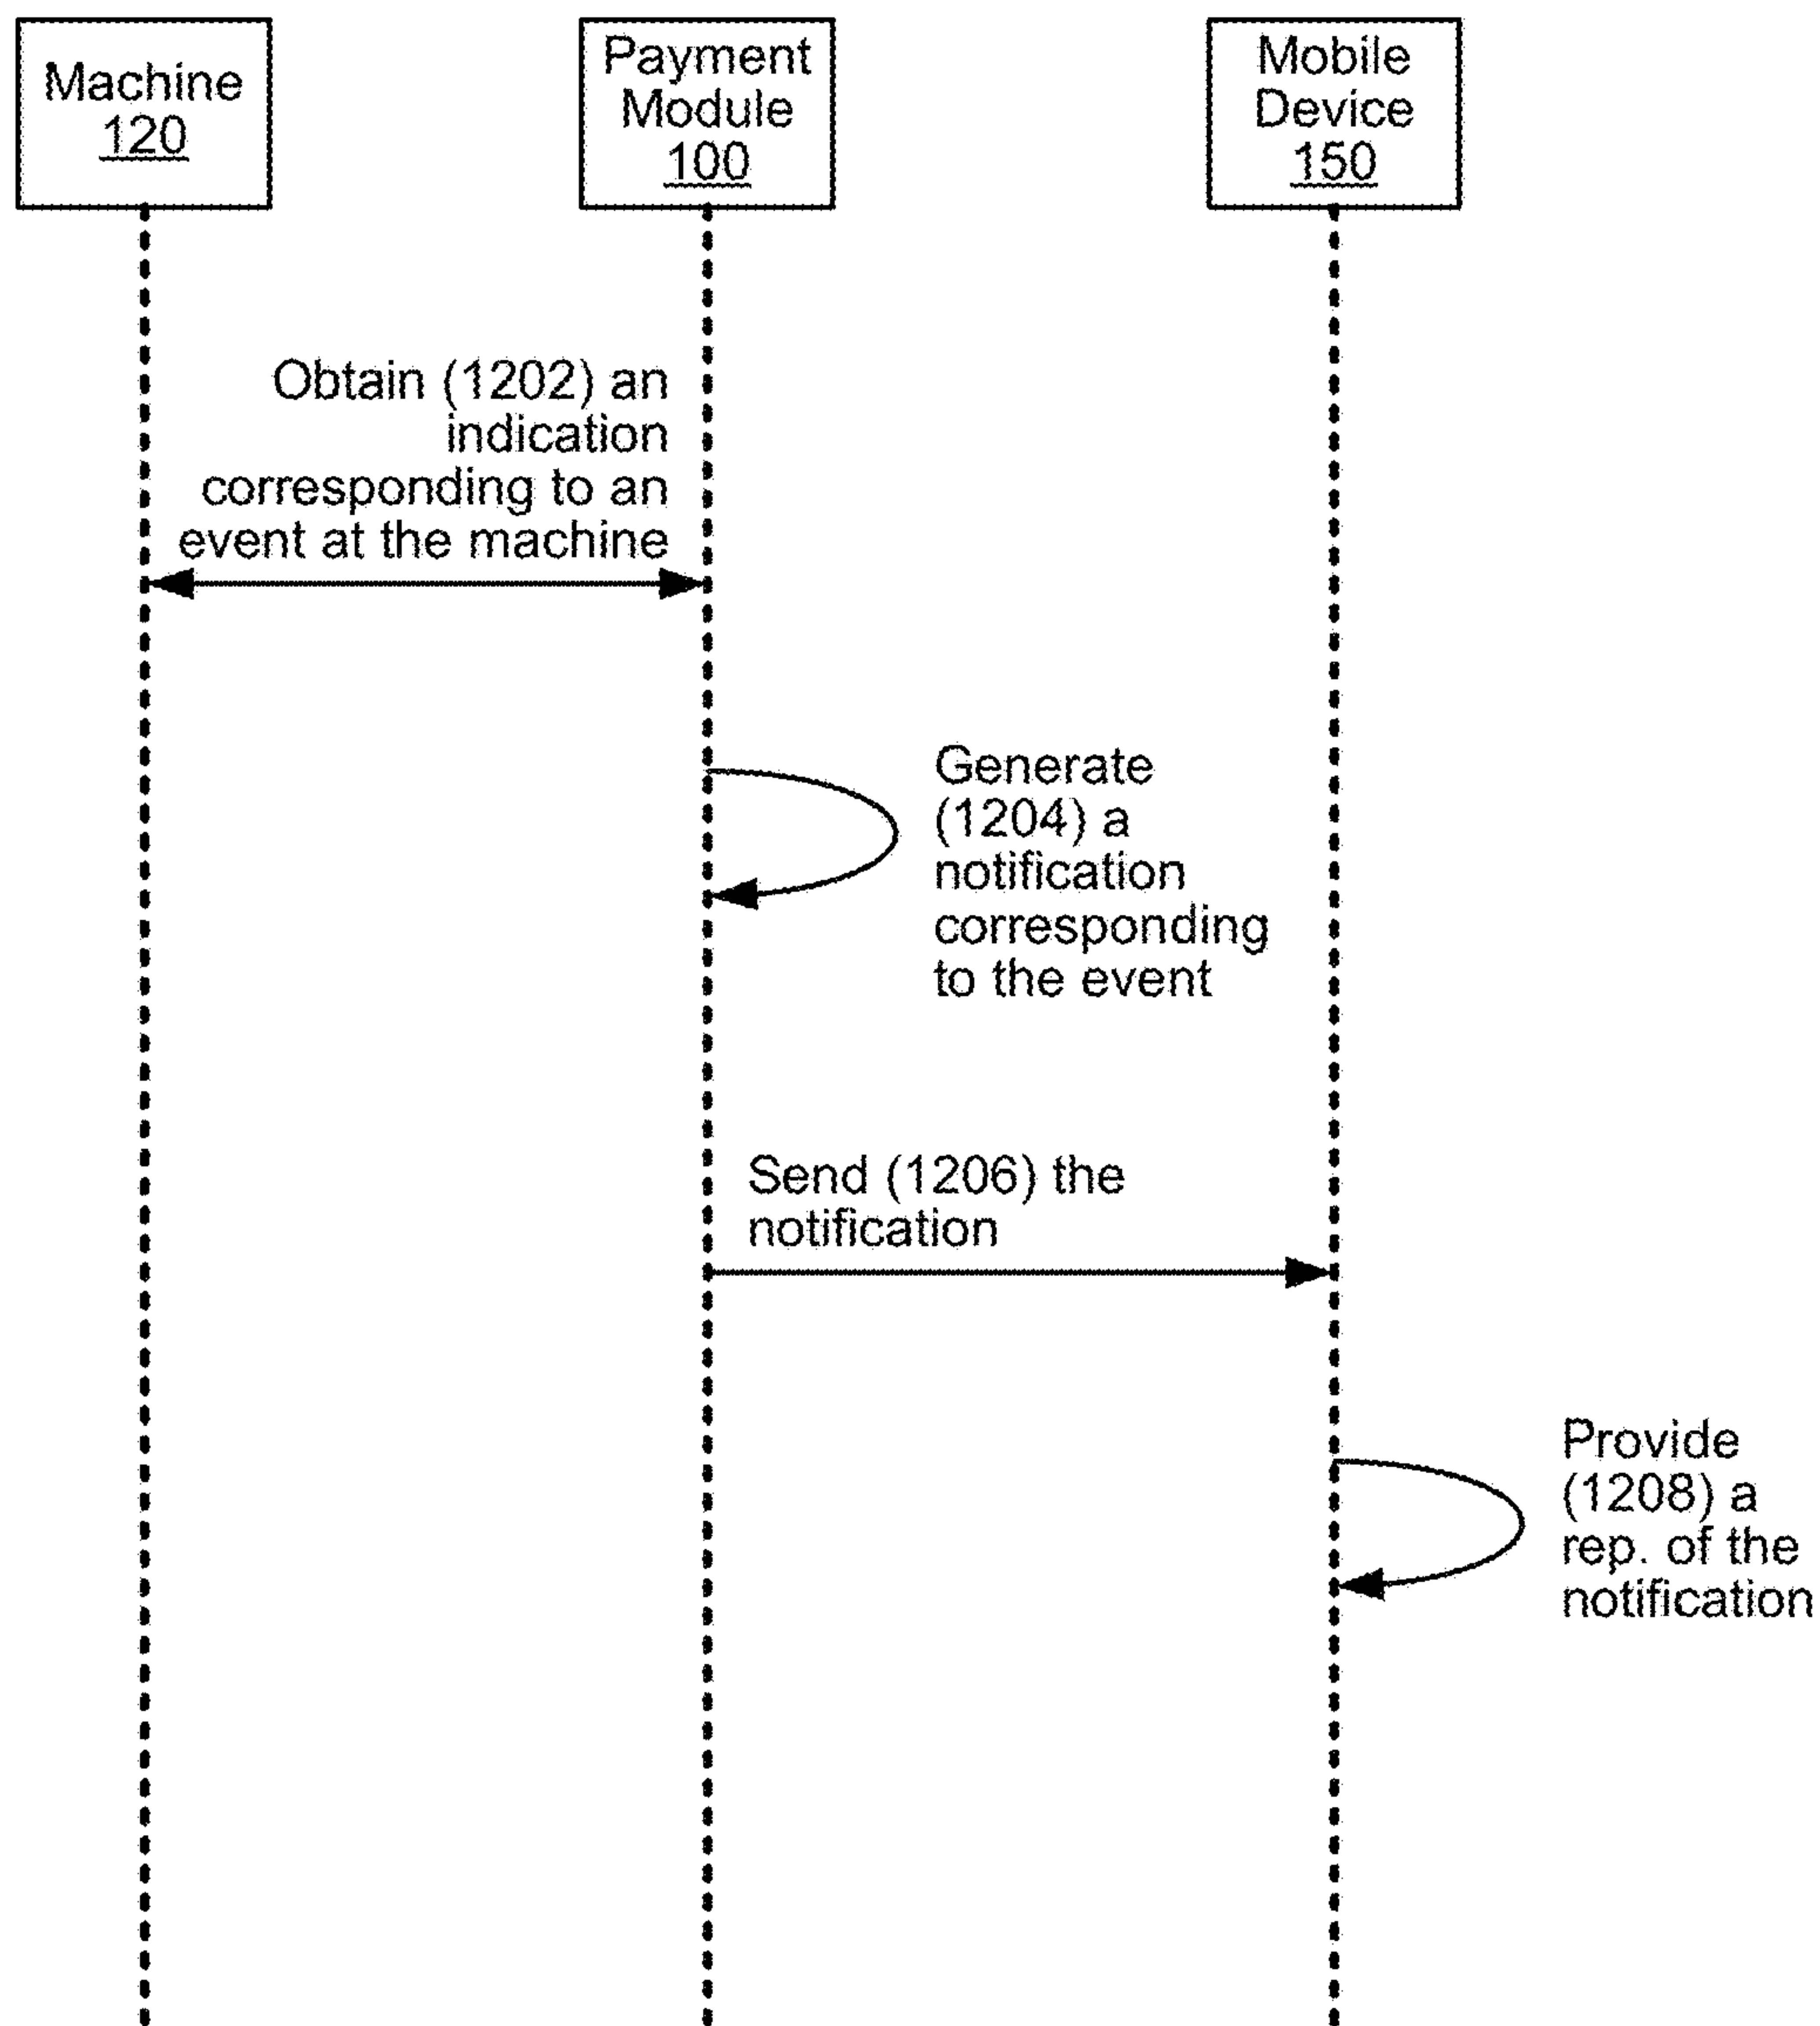 Machine
120
Payment
Module
100
Mobile
Device
150
Obtain (1202) an
indication
corresponding to an
event at the machine
Generate
(1204) a
notification
corresponding
to the event
Send (1206) the
notification
Provide
(1208) a
rep. of the
notification